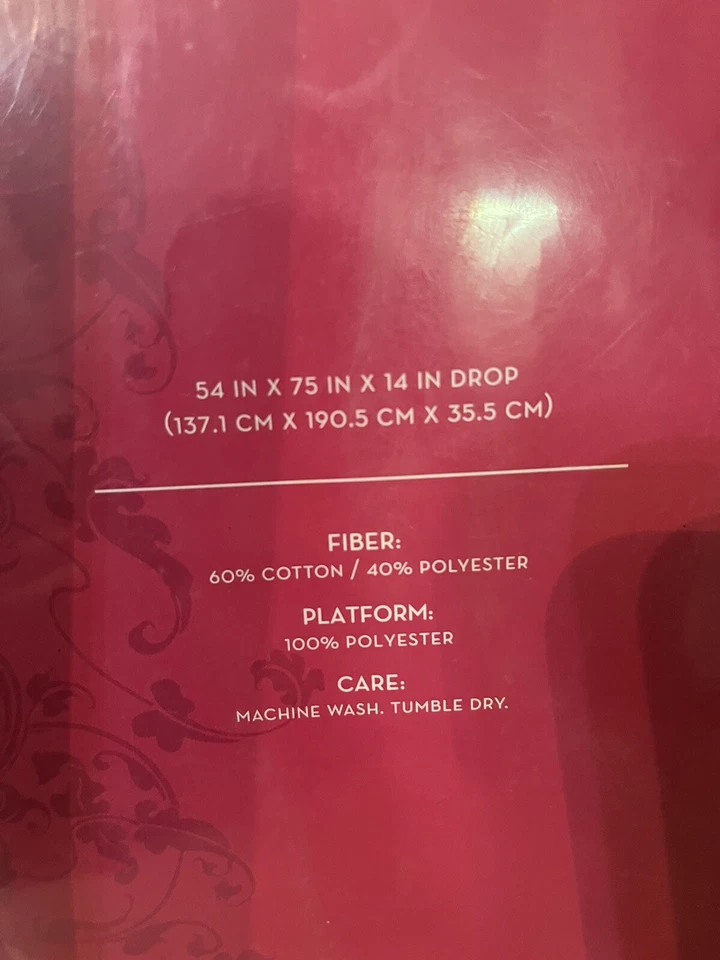 54 IN X 75 IN X 14 IN DROP
(137.1 CM X 190.5 CM X 35.5 CM)
FIBER:
60% COTTON / 40% POLYESTER
PLATFORM:
100% POLYESTER
CARE:
MACHINE WASH. TUMBLE DRY.